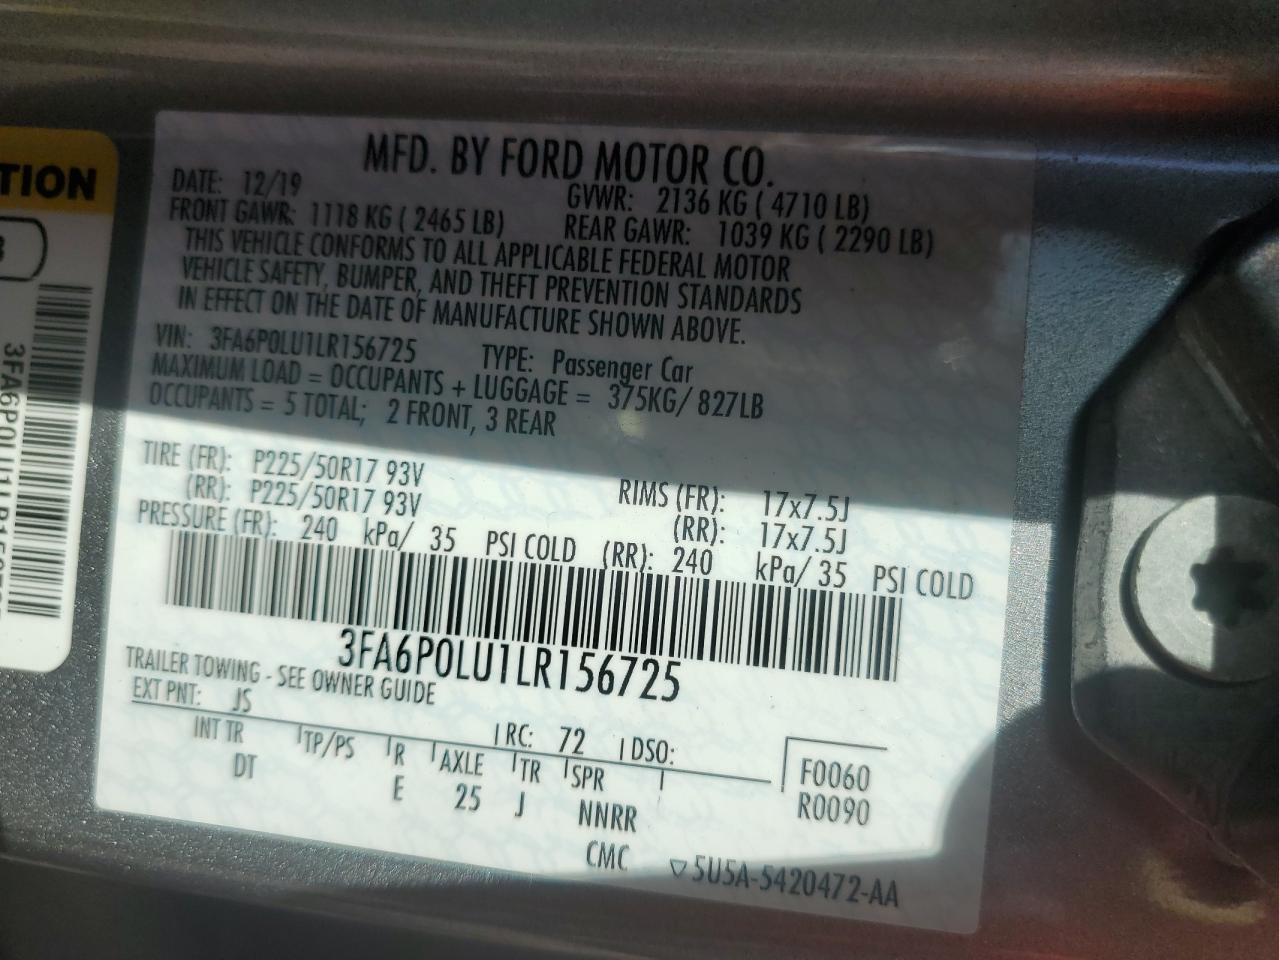 MFD. BY FORD MOTOR CO.
DATE: 12/19 GVWR: 2136 KG ( 4710 LB)
FRONT GAWR: 1118 KG ( 2465 LB) REAR GAWR: 1039 KG ( 2290 LB)
THIS VEHICLE CONFORMS TO ALL APPLICABLE FEDERAL MOTOR
VEHICLE SAFETY, BUMPER, AND THEFT PREVENTION STANDARDS
IN EFFECT ON THE DATE OF MANUFACTURE SHOWN ABOVE.
VIN: 3FA6P0LU1LR156725 TYPE: Passenger Car
MAXIMUM LOAD = OCCUPANTS + LUGGAGE = 375KG/ 827LB
OCCUPANTS = 5 TOTAL; 2 FRONT, 3 REAR
TIRE (FR): P225/50R17 93V RIMS (FR): 17x7.5J
(RR): P225/50R17 93V (RR): 17x7.5J
PRESSURE (FR): 240 kPa/ 35 PSI COLD (RR): 240 kPa/ 35 PSI COLD
3FA6P0LU1LR156725
TRAILER TOWING - SEE OWNER GUIDE
EXT PNT: JS RC: 72 DSO:
INT TR TP/PS R AXLE TR SPR F0060
DT E 25 J NNRR R0090
CMC 5U5A-5420472-AA
TION
3FA6P0LU1LR156725